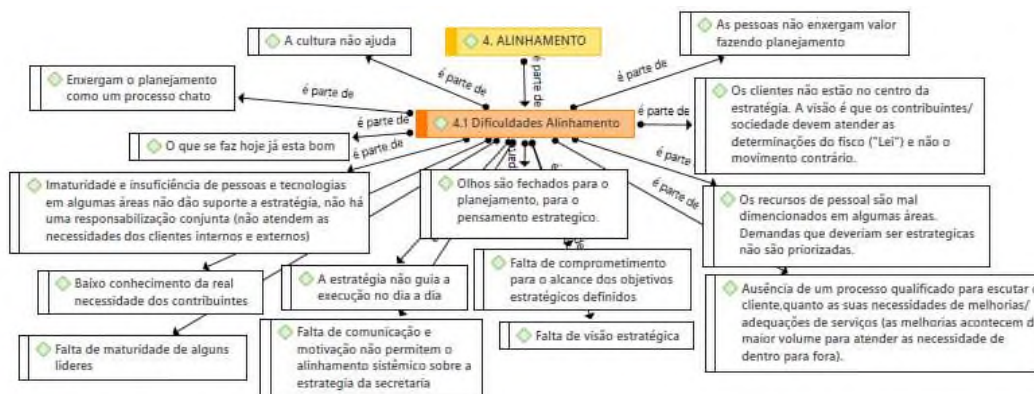 A cultura não ajuda
4. ALINHAMENTO
As pessoas não enxergam valor
fazendo planejamento
Enxergam o planejamento
como um processo chato
é parte de
é parte de
é parte de
é parte de
é parte de
4.1 Dificuldades Alinhamento
é parte de
Os clientes não estão no centro da
estratégia. A visão é que os contribuintes/
sociedade devem atender as
determinações do fisco ("Lei") e não o
movimento contrário.
O que se faz hoje já esta bom
é parte de
é parte
é parte de
Imaturidade e insuficiência de pessoas e tecnologias
em algumas áreas não dão suporte a estratégia, não há
uma responsabilização conjunta (não atendem as
necessidades dos clientes internos e externos)
Olhos são fechados para o
planejamento, para o
pensamento estrategico.
Os recursos de pessoal são mal
dimencionados em algumas áreas.
Demandas que deveriam ser estrategicas
não são priorizadas.
Baixo conhecimento da real
necessidade dos contribuintes
A estratégia não guia a
execução no dia a dia
Falta de comprometimento
para o alcance dos objetivos
estratégicos definidos
Ausência de um processo qualificado para escutar
cliente,quanto as suas necessidades de melhorias/
adequações de serviços (as melhorias acontecem
maior volume para atender as necessidade de
dentro para fora).
Falta de maturidade de alguns
líderes
Falta de comunicação e
motivação não permitem o
alinhamento sistêmico sobre a
estrategia da secretaria
Falta de visão estratégica